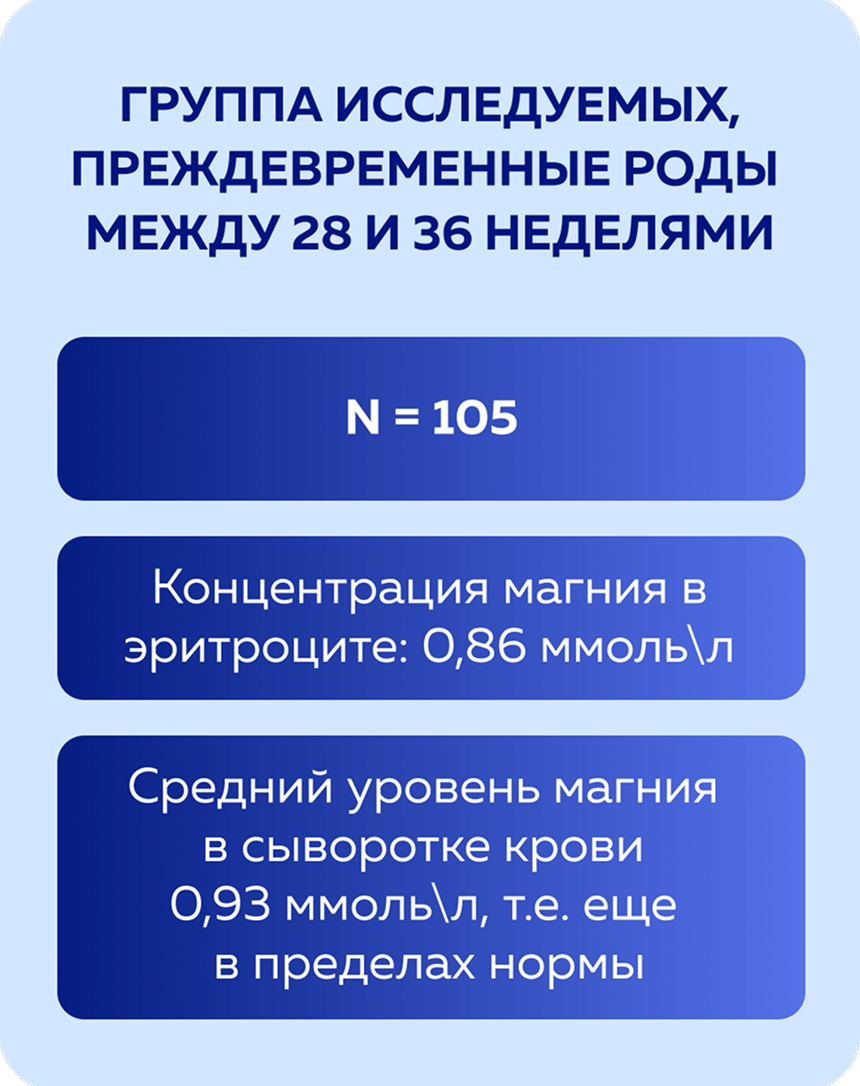 ГРУППА ИССЛЕДУЕМЫХ,
ПРЕЖДЕВРЕМЕННЫЕ РОДЫ
МЕЖДУ 28 И 36 НЕДЕЛЯМИ
N = 105
Концентрация магния в
эритроците: 0,86 ммоль\л
Средний уровень магния
в сыворотке крови
0,93 ммоль\л, т.е. еще
в пределах нормы